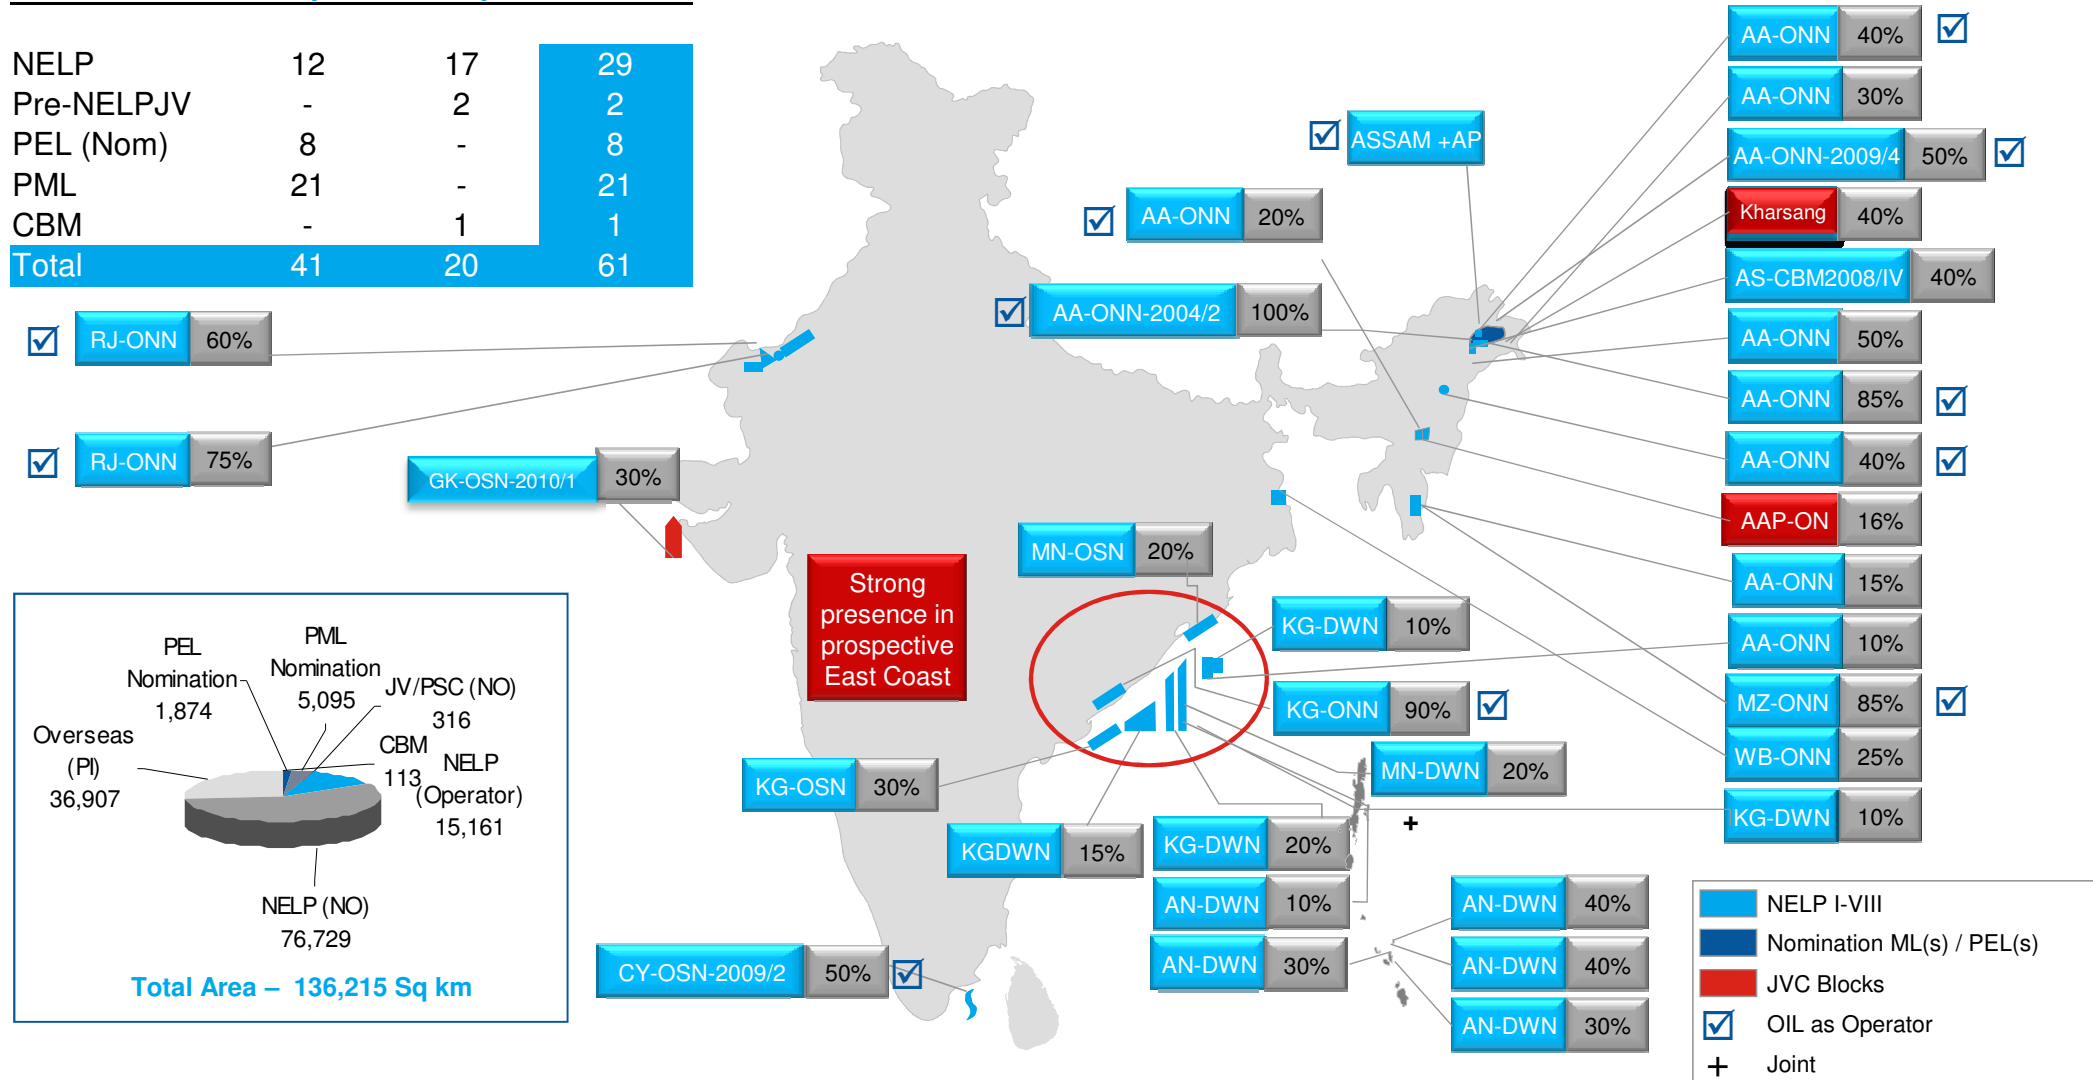 NELP 12 17 29
Pre-NELPJV - 2 2
PEL (Nom) 8 - 8
PML 21 - 21
CBM - 1 1
Total 41 20 61
RJ-ONN 60%
RJ-ONN 75%
GK-OSN-2010/1 30%
ASSAM +AP
AA-ONN 20%
AA-ONN-2004/2 100%
AA-ONN 40%
AA-ONN 30%
AA-ONN-2009/4 50%
Kharsang 40%
AS-CBM2008/IV 40%
AA-ONN 50%
AA-ONN 85%
AA-ONN 40%
AAP-ON 16%
AA-ONN 15%
AA-ONN 10%
MZ-ONN 85%
WB-ONN 25%
KG-DWN 10%
MN-OSN 20%
Strong
presence in
prospective
East Coast
KG-DWN 10%
KG-ONN 90%
MN-DWN 20%
+
KG-OSN 30%
KGDWN 15%
KG-DWN 20%
AN-DWN 10%
AN-DWN 30%
AN-DWN 40%
AN-DWN 40%
AN-DWN 30%
CY-OSN-2009/2 50%
PEL
Nomination
1,874
PML
Nomination
5,095
JV/PSC (NO)
316
CBM
113
NELP
(Operator)
15,161
Overseas
(PI)
36,907
NELP (NO)
76,729
Total Area – 136,215 Sq km
NELP I-VIII
Nomination ML(s) / PEL(s)
JVC Blocks
OIL as Operator
+ Joint